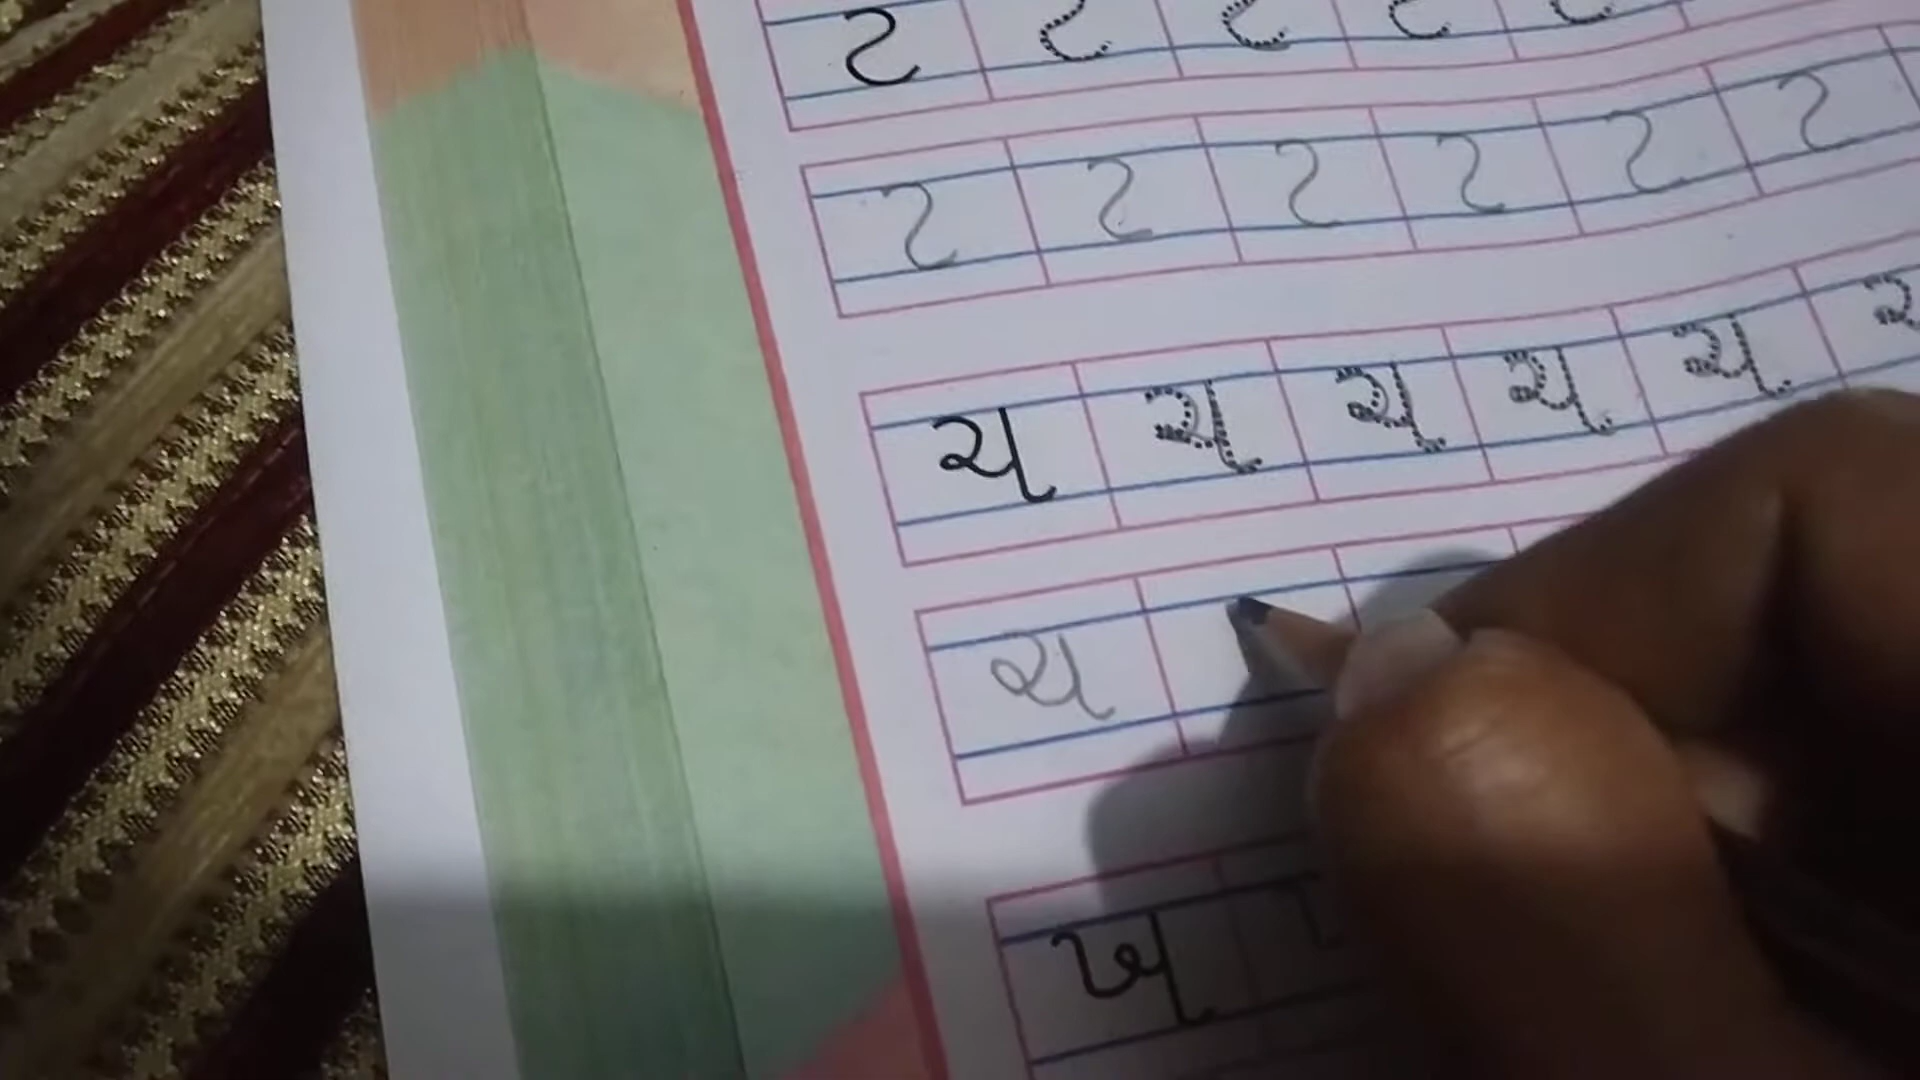 ટ ટ ટ ટ ટ
ટ ટ ટ ટ ટ ટ
ચ ચ ચ ચ ચ
ચ
ખ